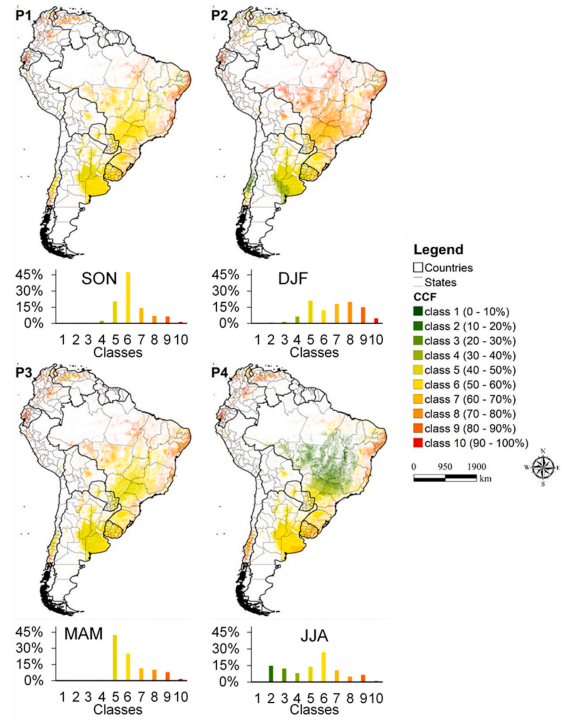 P1
P2
45%
30%
15%
0%
SON
1 2 3 4 5 6 7 8 9 10
Classes
45%
30%
15%
0%
DJF
1 2 3 4 5 6 7 8 9 10
Classes
Legend
Countries
States
CCF
class 1 (0 - 10%)
class 2 (10 - 20%)
class 3 (20 - 30%)
class 4 (30 - 40%)
class 5 (40 - 50%)
class 6 (50 - 60%)
class 7 (60 - 70%)
class 8 (70 - 80%)
class 9 (80 - 90%)
class 10 (90 - 100%)
0 950 1900
km
N
W E
S
P3
P4
45%
30%
15%
0%
MAM
1 2 3 4 5 6 7 8 9 10
Classes
45%
30%
15%
0%
JJA
1 2 3 4 5 6 7 8 9 10
Classes